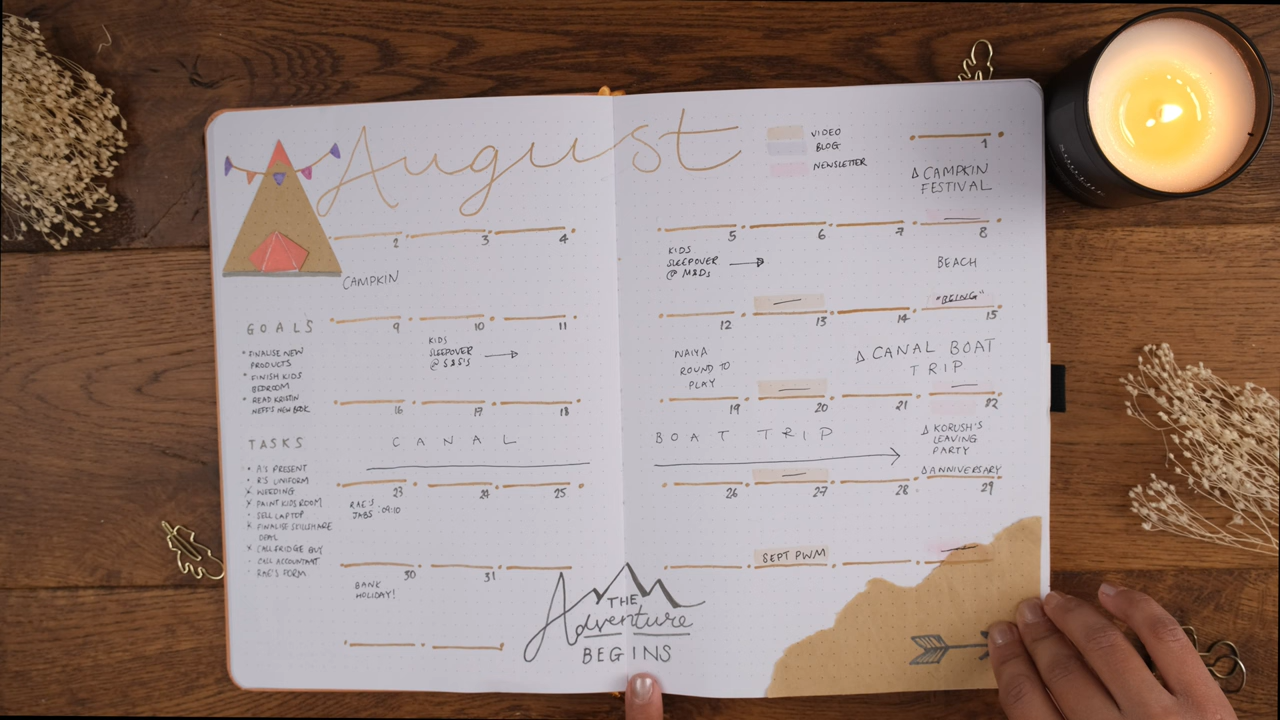 August
VIDEO
BLOG
NEWSLETTER
1
Δ CAMPKIN
FESTIVAL
2
3
4
5
6
7
8
CAMPKIN
KIDS
SLEEPOVER →
@ M&Ds
BEACH
"BEING"
GOALS
* FINALISE NEW
PRODUCTS
* FINISH KIDS
BEDROOM
* READ KRISTIN
NEFF'S NEW BOOK
9
10
11
12
13
14
15
KIDS
SLEEPOVER →
@ S&S'S
NAIYA
ROUND TO
PLAY
Δ CANAL BOAT
TRIP
16
17
18
19
20
21
22
CANAL
BOAT TRIP
Δ KORUSH'S
LEAVING
PARTY
Δ ANNIVERSARY
TASKS
• A'S PRESENT
• R'S UNIFORM
X WEEDING
X PAINT KIDS ROOM
• SELL LAPTOP
X FINALISE SKILLSHARE
DEAL
X CALL FRIDGE GUY
• CALL ACCOUNTANT
• RAE'S FORM
23
24
25
26
27
28
29
RAE'S
JABS :09:10
SEPT PWM
30
31
BANK
HOLIDAY!
THE
Adventure
BEGINS